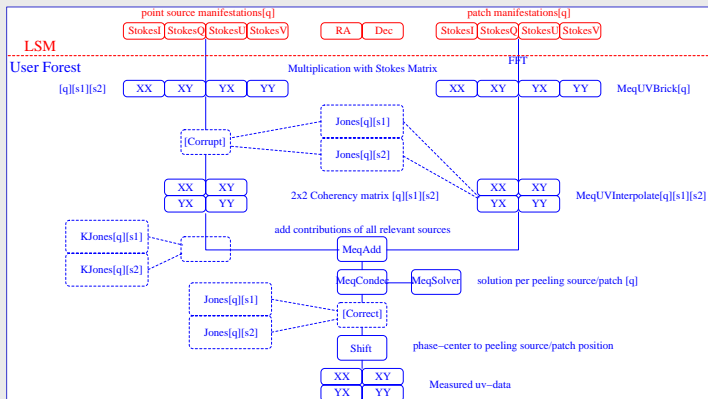 point source manifestations[q]
patch manifestations[q]
StokesI StokesQ StokesU StokesV
RA Dec
StokesI StokesQ StokesU StokesV
LSM
User Forest
FFT
Multiplication with Stokes Matrix
[q][s1][s2]
XX XY YX YY
XX XY YX YY
MeqUVBrick[q]
Jones[q][s1]
[Corrupt]
Jones[q][s2]
XX XY
YX YY
2x2 Coherency matrix [q][s1][s2]
XX XY
YX YY
MeqUVInterpolate[q][s1][s2]
add contributions of all relevant sources
KJones[q][s1]
KJones[q][s2]
MeqAdd
MeqCondeq
MeqSolver
solution per peeling source/patch [q]
Jones[q][s1]
[Correct]
Jones[q][s2]
Shift
phase−center to peeling source/patch position
XX XY
YX YY
Measured uv−data